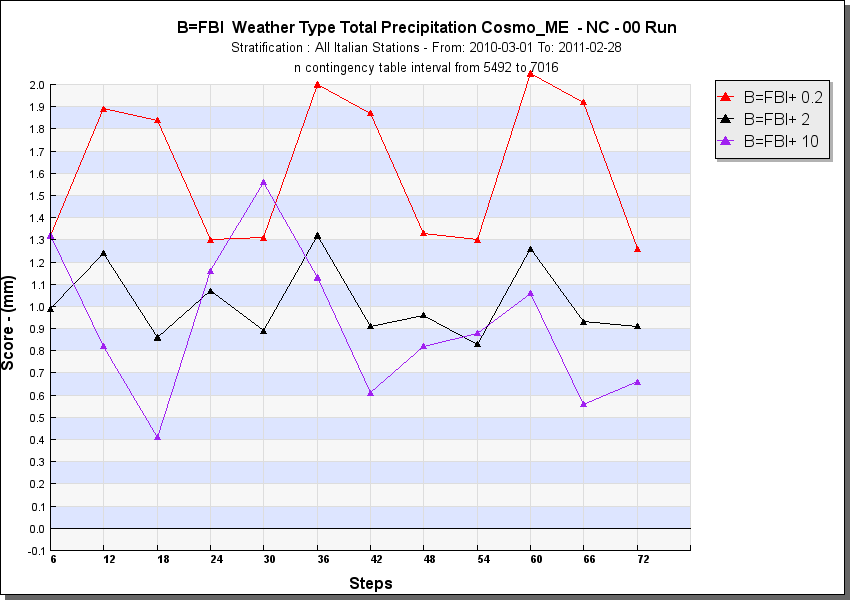 B=FBI Weather Type Total Precipitation Cosmo_ME - NC - 00 Run
Stratification : All Italian Stations - From: 2010-03-01 To: 2011-02-28
n contingency table interval from 5492 to 7016
B=FBI+ 0.2
B=FBI+ 2
B=FBI+ 10
Score - (mm)
2.0
1.9
1.8
1.7
1.6
1.5
1.4
1.3
1.2
1.1
1.0
0.9
0.8
0.7
0.6
0.5
0.4
0.3
0.2
0.1
0.0
-0.1
6 12 18 24 30 36 42 48 54 60 66 72
Steps